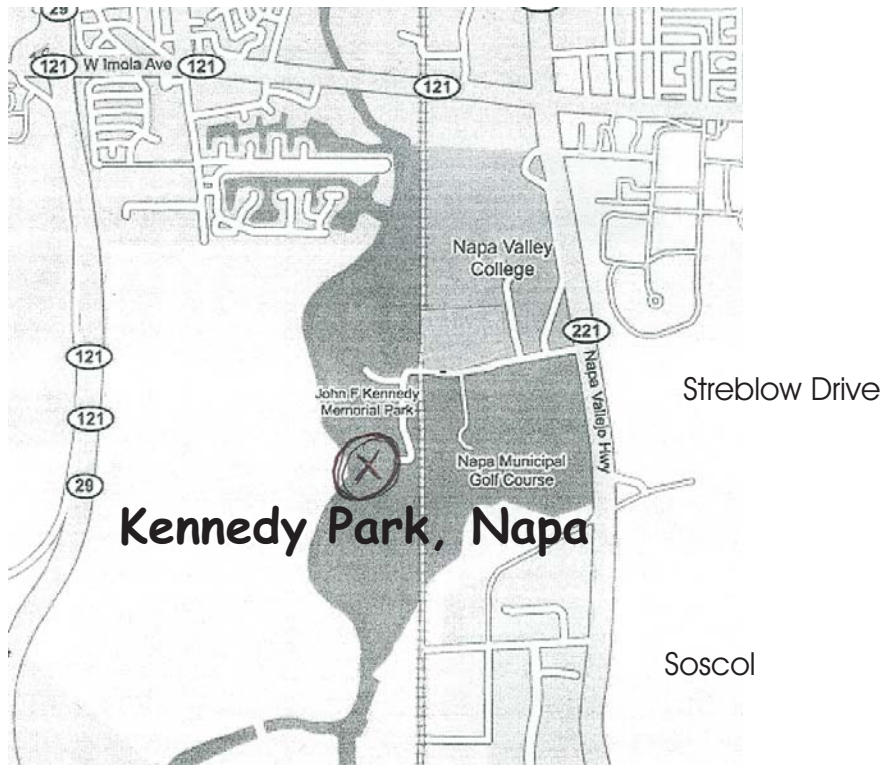 29
121 W Imola Ave 121
121
Napa Valley
College
221
121
Napa Vallejo Hwy
Streblow Drive
John F Kennedy
Memorial Park
121
X
Napa Municipal
Golf Course
29
Kennedy Park, Napa
Soscol